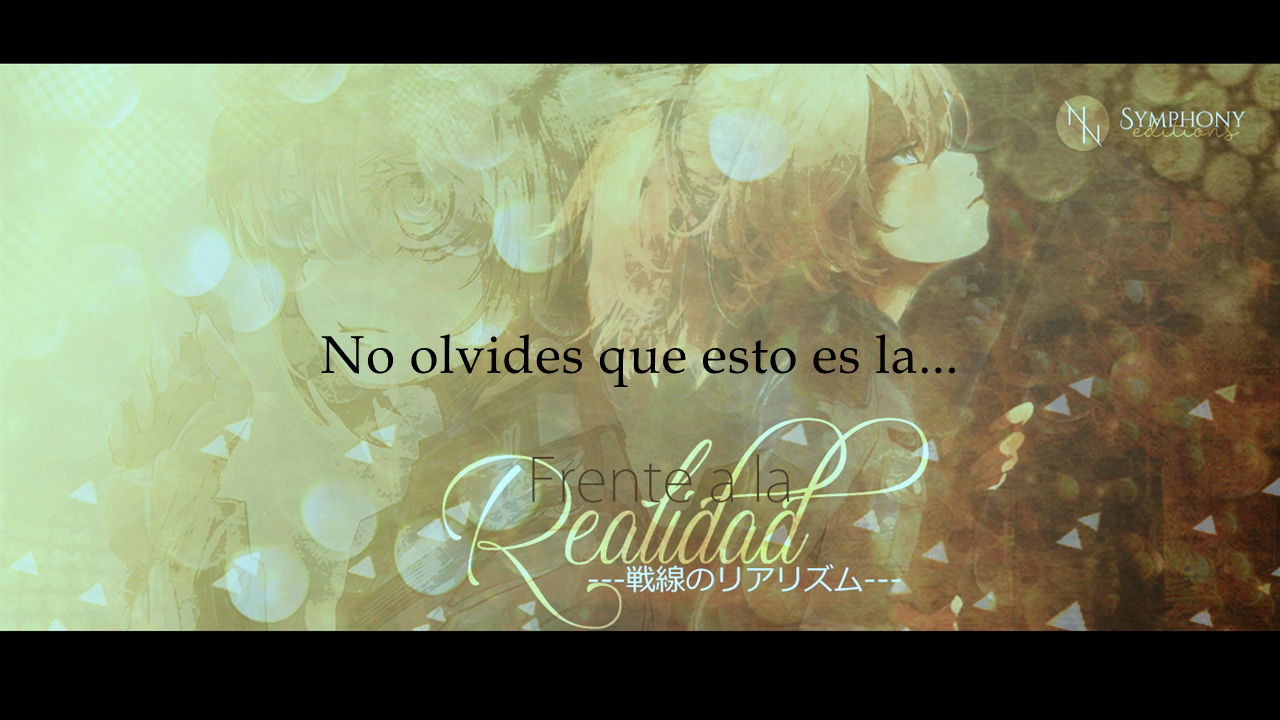 NN
SYMPHONY
editions
No olvides que esto es la...
Frente a la
Realidad
---戦線のリアリズム---